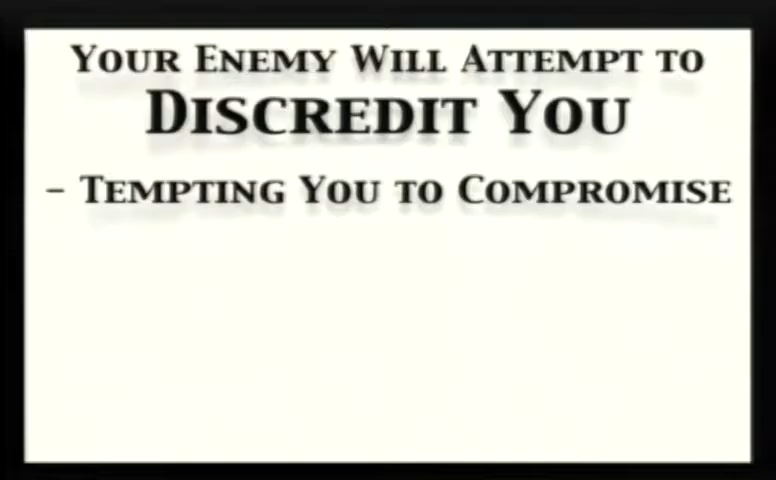 Your Enemy Will Attempt to
Discredit You
- Tempting You to Compromise